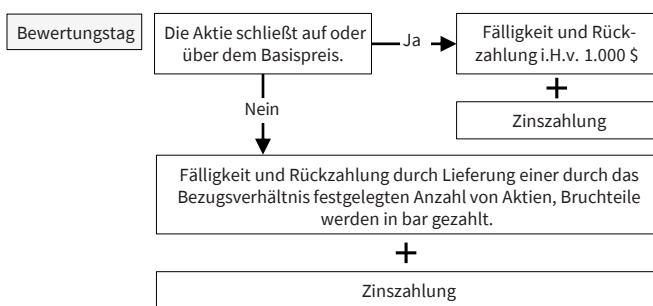 Bewertungstag
Die Aktie schließt auf oder
über dem Basispreis.
Ja
Fälligkeit und Rück-
zahlung i.H.v. 1.000 $
+
Zinszahlung
Nein
Fälligkeit und Rückzahlung durch Lieferung einer durch das
Bezugsverhältnis festgelegten Anzahl von Aktien, Bruchteile
werden in bar gezahlt.
+
Zinszahlung